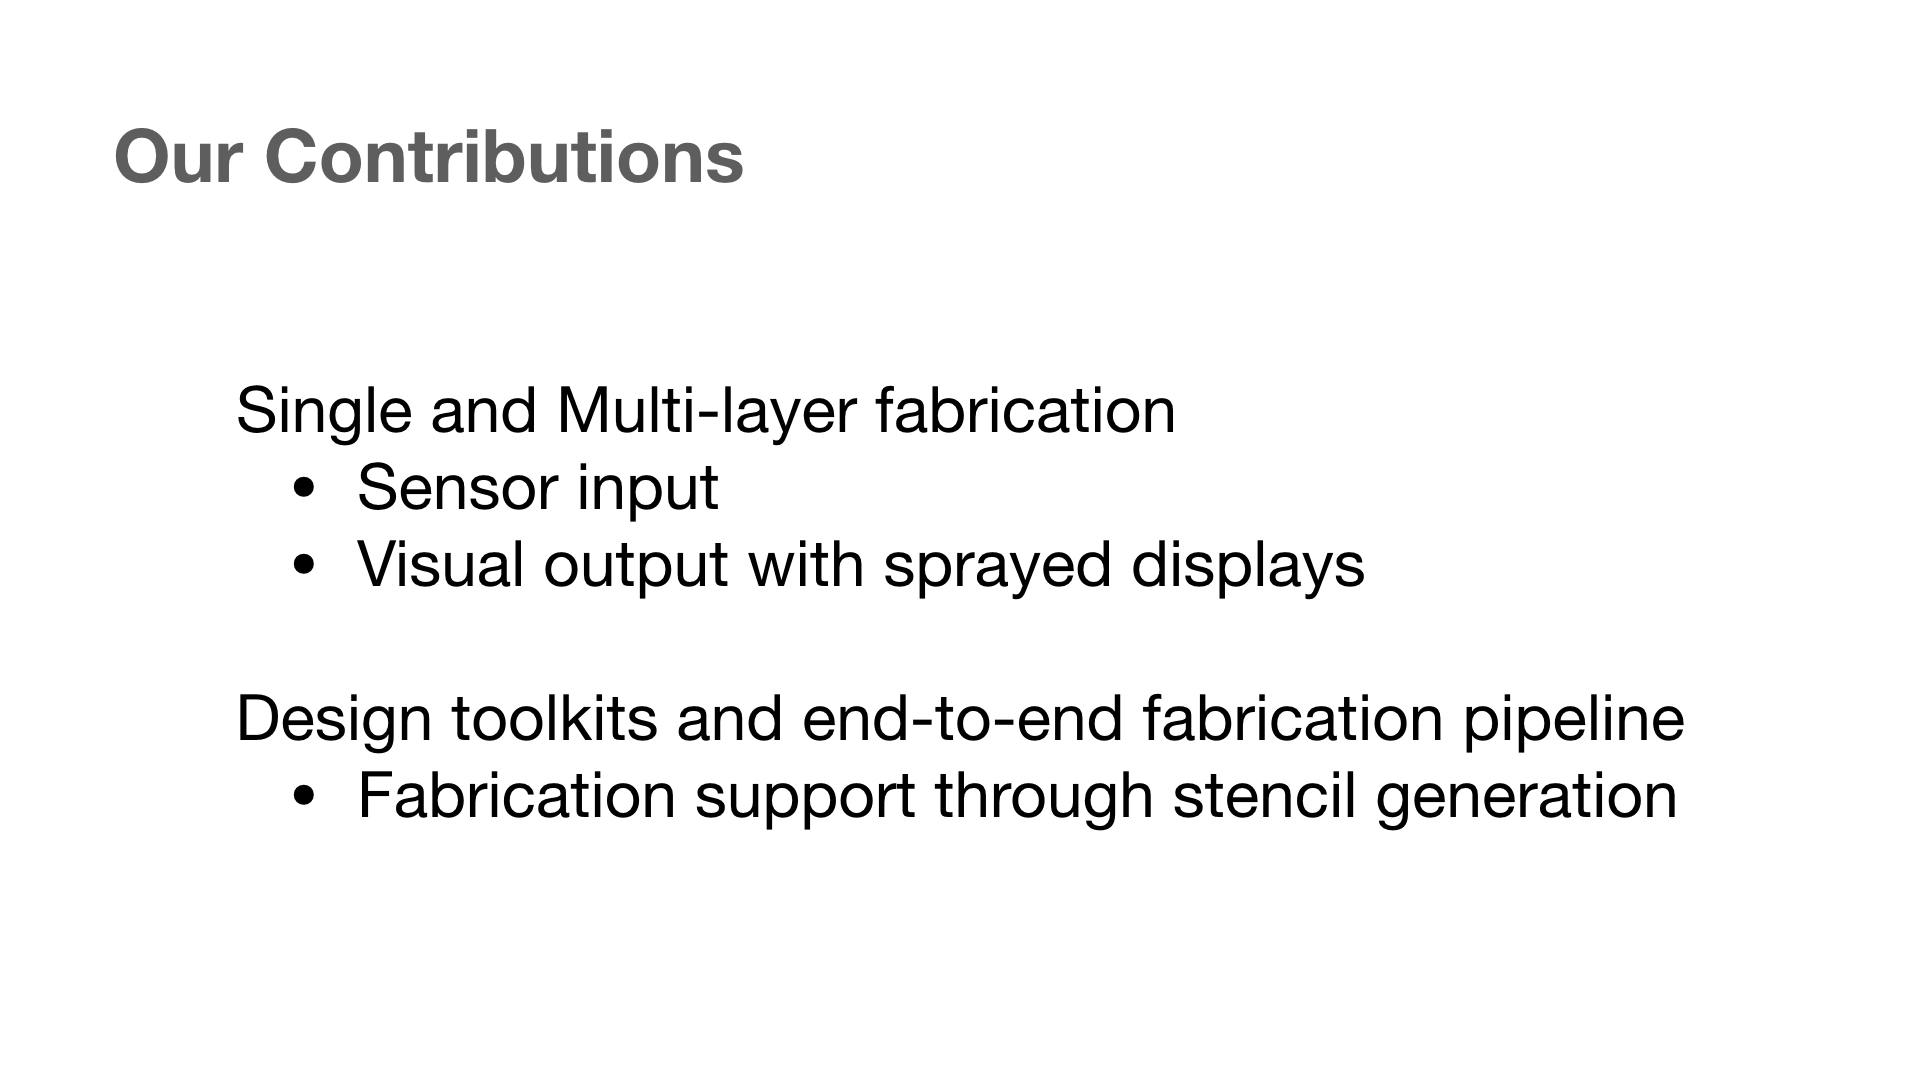 Our Contributions
Single and Multi-layer fabrication
• Sensor input
• Visual output with sprayed displays
Design toolkits and end-to-end fabrication pipeline
• Fabrication support through stencil generation